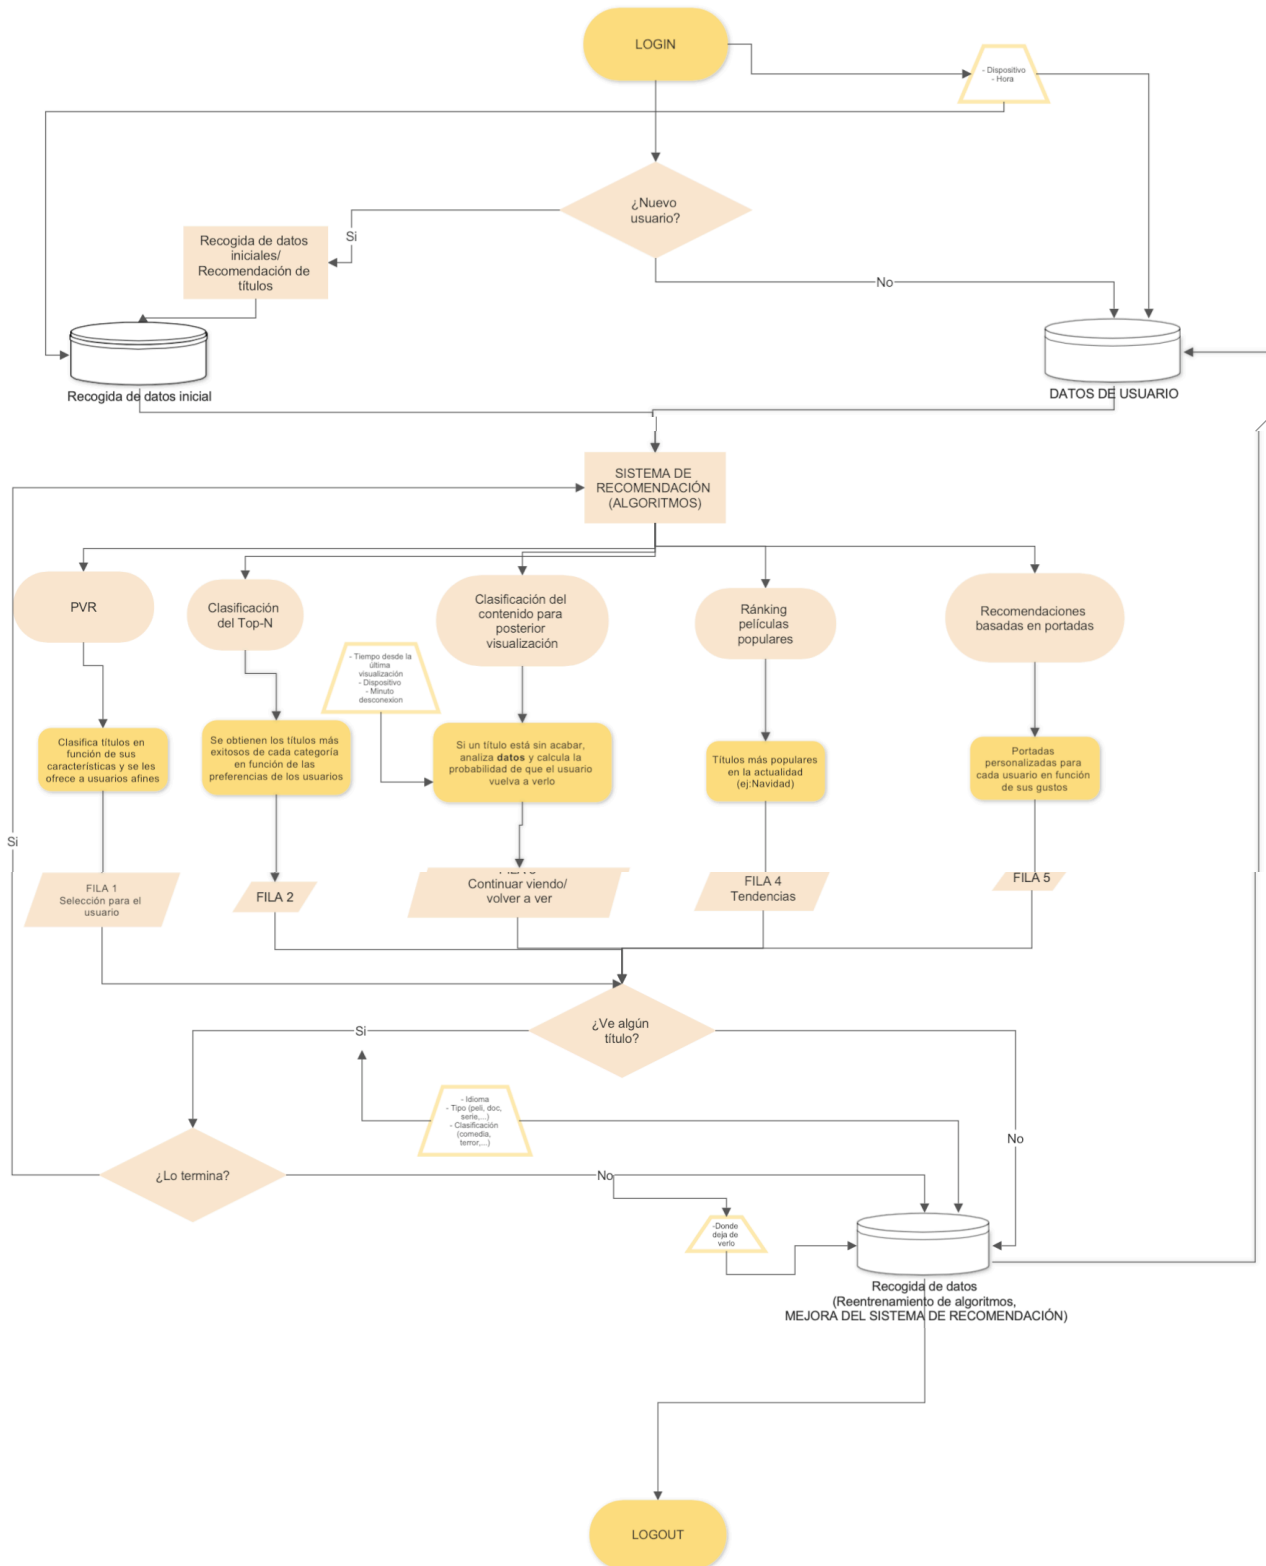 LOGIN
- Dispositivo
- Hora
¿Nuevo
usuario?
Si
Recogida de datos
iniciales/
Recomendación de
títulos
No
Recogida de datos inicial
DATOS DE USUARIO
SISTEMA DE
RECOMENDACIÓN
(ALGORITMOS)
PVR
Clasificación
del Top-N
Clasificación del
contenido para
posterior
visualización
Ránking
películas
populares
Recomendaciones
basadas en portadas
- Tiempo desde la
última
visualización
- Dispositivo
- Minuto
desconexion
Clasifica títulos en
función de sus
características y se les
ofrece a usuarios afines
Se obtienen los títulos más
exitosos de cada categoría
en función de las
preferencias de los usuarios
Si un título está sin acabar,
analiza datos y calcula la
probabilidad de que el usuario
vuelva a verlo
Títulos más populares
en la actualidad
(ej:Navidad)
Portadas
personalizadas para
cada usuario en función
de sus gustos
Si
FILA 1
Selección para el
usuario
FILA 2
Continuar viendo/
volver a ver
FILA 4
Tendencias
FILA 5
¿Ve algún
título?
Si
- Idioma
- Tipo (peli, doc,
serie,...)
- Clasificación
(comedia,
terror,...)
No
¿Lo termina?
No
-Donde
deja de
verlo
Recogida de datos
(Reentrenamiento de algoritmos,
MEJORA DEL SISTEMA DE RECOMENDACIÓN)
LOGOUT